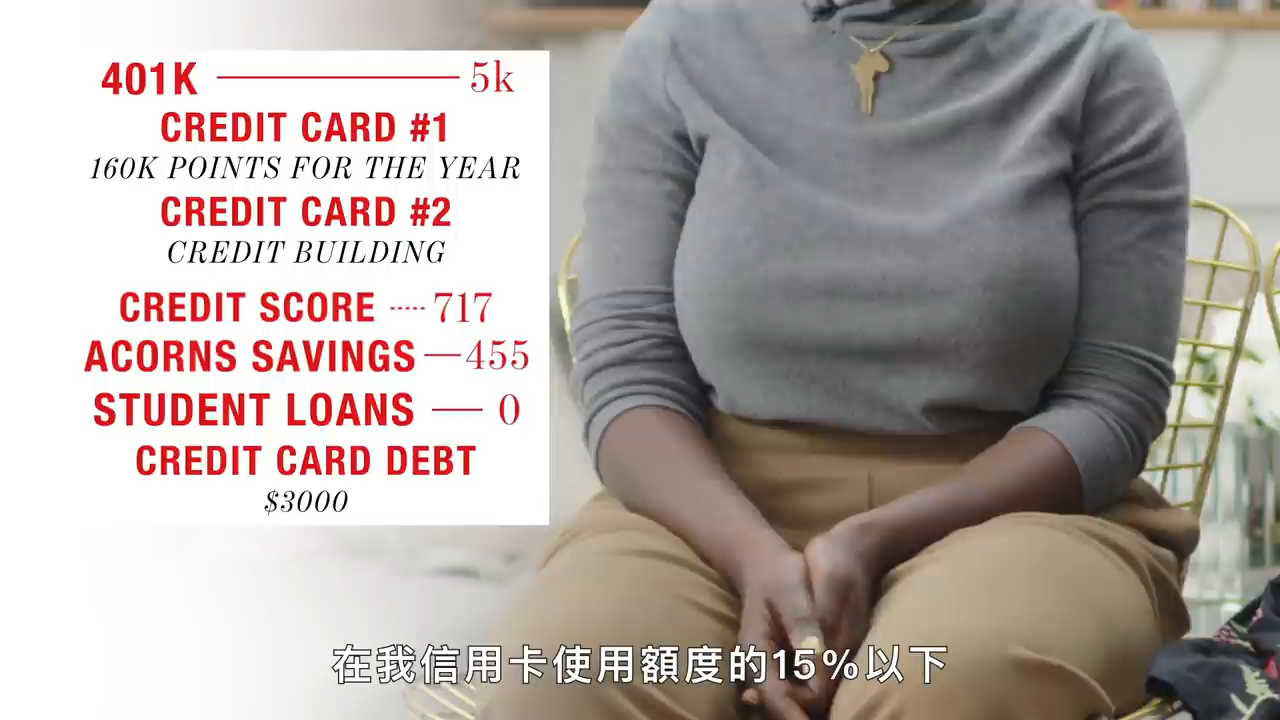 401K 5k
CREDIT CARD #1
160K POINTS FOR THE YEAR
CREDIT CARD #2
CREDIT BUILDING
CREDIT SCORE ····· 717
ACORNS SAVINGS — 455
STUDENT LOANS — 0
CREDIT CARD DEBT
$3000
在我信用卡使用額度的15%以下